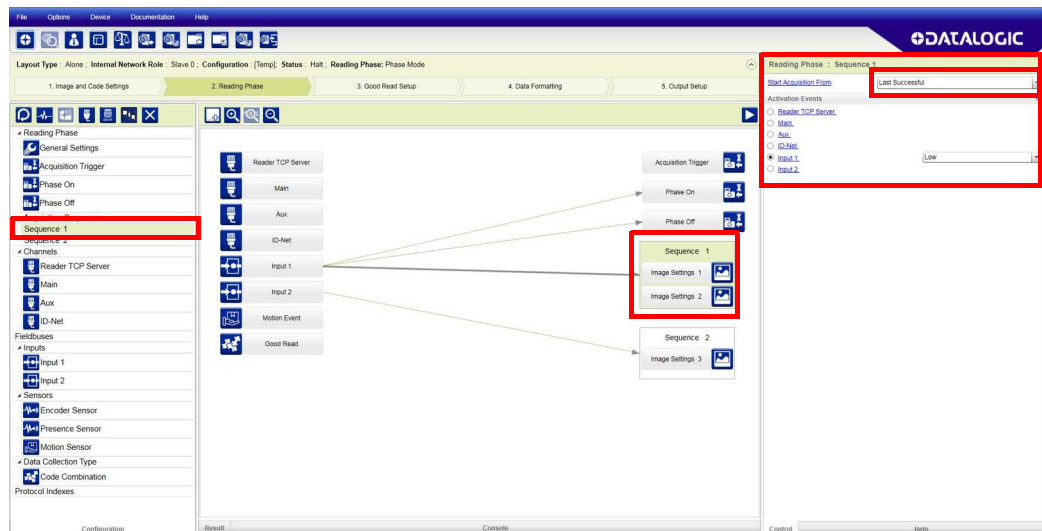 File Options Device Documentation Help
DATALOGIC
Layout Type : Alone ; Internal Network Role : Slave 0 ; Configuration : [Temp] ; Status : Halt ; Reading Phase: Phase Mode
1. Image and Code Settings
2. Reading Phase
3. Good Read Setup
4. Data Formatting
5. Output Setup
Reading Phase
General Settings
Acquisition Trigger
Phase On
Phase Off
Sequence 1
Sequence 2
Channels
Reader TCP Server
Main
Aux
ID-Net
Fieldbuses
Inputs
Input 1
Input 2
Sensors
Encoder Sensor
Presence Sensor
Motion Sensor
Data Collection Type
Code Combination
Protocol Indexes
Configuration
Reader TCP Server
Main
Aux
ID-Net
Input 1
Input 2
Motion Event
Good Read
Acquisition Trigger
Phase On
Phase Off
Sequence 1
Image Settings 1
Image Settings 2
Sequence 2
Image Settings 3
Result
Console
Reading Phase : Sequence 1
Start Acquisition From Last Successful
Activation Events
Reader TCP Server
Main
Aux
ID-Net
Input 1 Low
Input 2
Control
Help